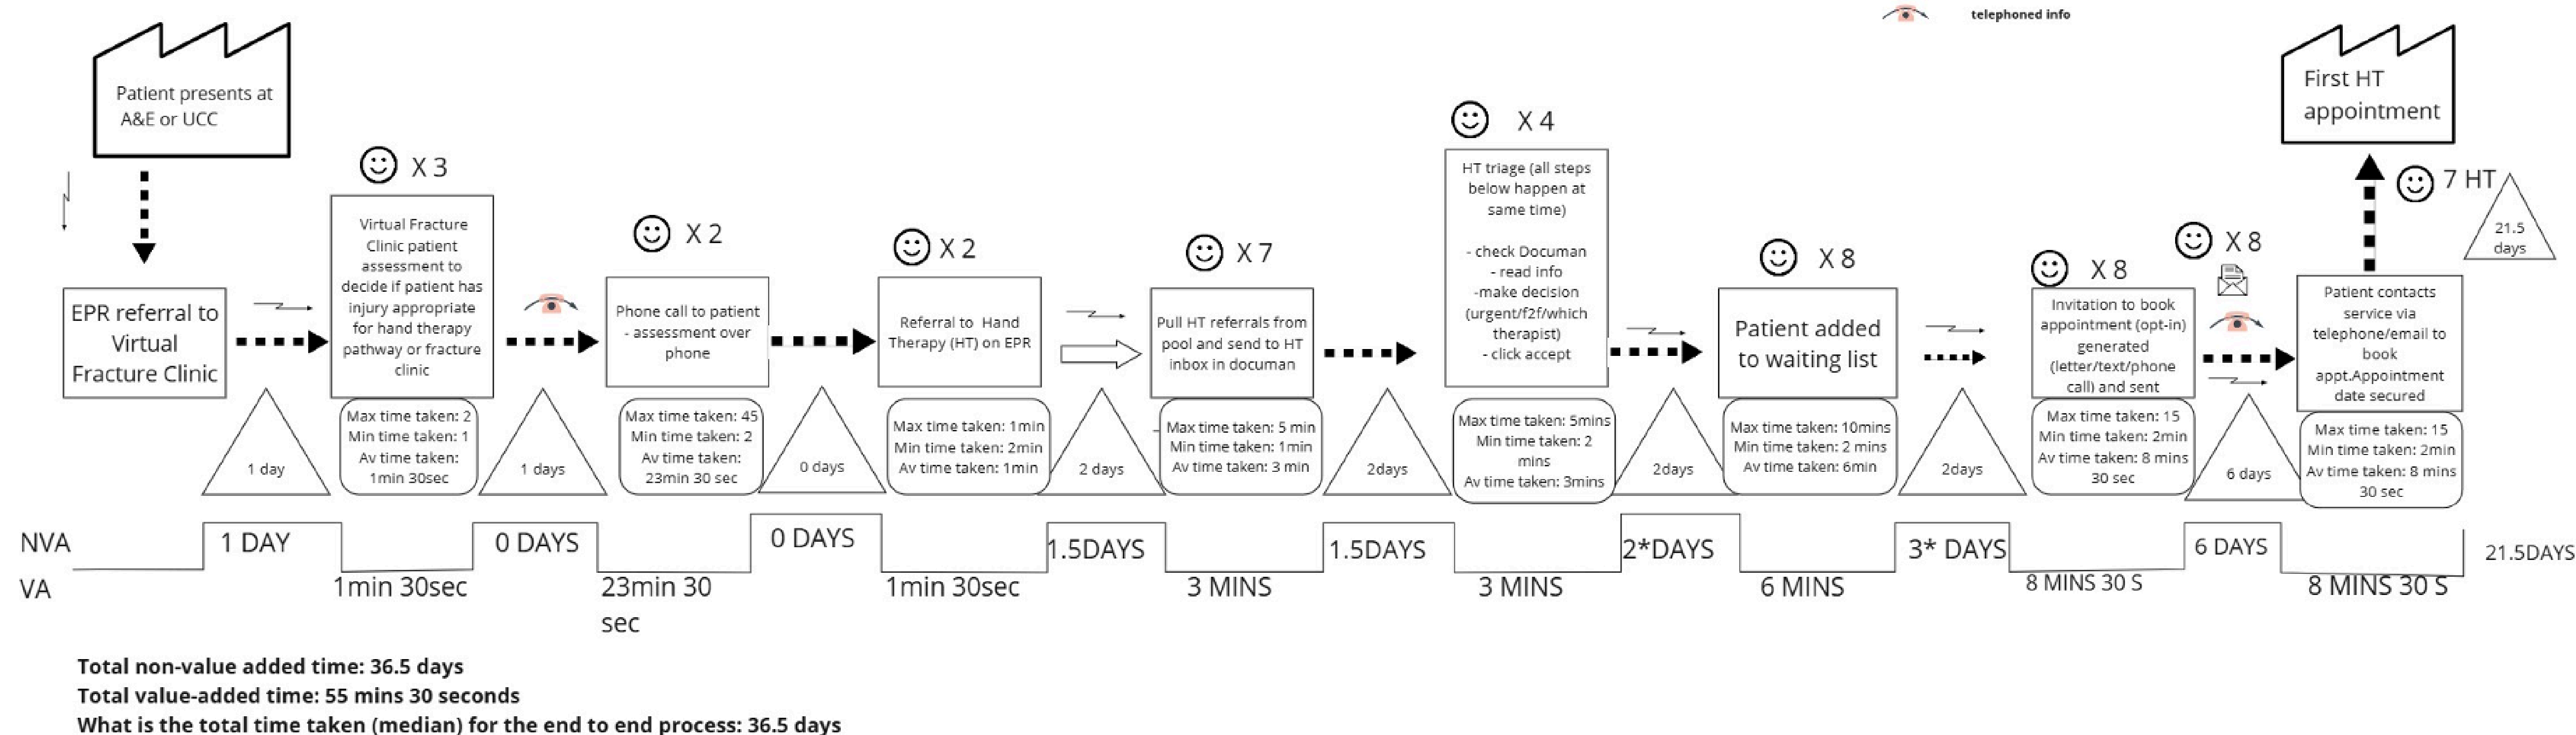 telephoned info
Patient presents at
A&E or UCC
First HT
appointment
X 3
X 2
X 2
X 7
X 4
X 8
X 8
X 8
7 HT
21.5
days
EPR referral to
Virtual
Fracture Clinic
Virtual Fracture
Clinic patient
assessment to
decide if patient has
injury appropriate
for hand therapy
pathway or fracture
clinic
Phone call to patient
- assessment over
phone
Referral to Hand
Therapy (HT) on EPR
Pull HT referrals from
pool and send to HT
inbox in documan
HT triage (all steps
below happen at
same time)
- check Documan
- read info
-make decision
(urgent/f2f/which
therapist)
- click accept
Patient added
to waiting list
Invitation to book
appointment (opt-in)
generated
(letter/text/phone
call) and sent
Patient contacts
service via
telephone/email to
book
appt.Appointment
date secured
1 day
Max time taken: 2
Min time taken: 1
Av time taken:
1min 30sec
1 days
Max time taken: 45
Min time taken: 2
Av time taken:
23min 30 sec
0 days
Max time taken: 1min
Min time taken: 2min
Av time taken: 1min
2 days
Max time taken: 5 min
Min time taken: 1min
Av time taken: 3 min
2days
Max time taken: 5mins
Min time taken: 2
mins
Av time taken: 3mins
2days
Max time taken: 10mins
Min time taken: 2 mins
Av time taken: 6min
2days
Max time taken: 15
Min time taken: 2min
Av time taken: 8 mins
30 sec
6 days
Max time taken: 15
Min time taken: 2min
Av time taken: 8 mins
30 sec
NVA
1 DAY
0 DAYS
0 DAYS
1.5DAYS
1.5DAYS
2*DAYS
3* DAYS
6 DAYS
21.5DAYS
VA
1min 30sec
23min 30
sec
1min 30sec
3 MINS
3 MINS
6 MINS
8 MINS 30 S
8 MINS 30 S
Total non-value added time: 36.5 days
Total value-added time: 55 mins 30 seconds
What is the total time taken (median) for the end to end process: 36.5 days